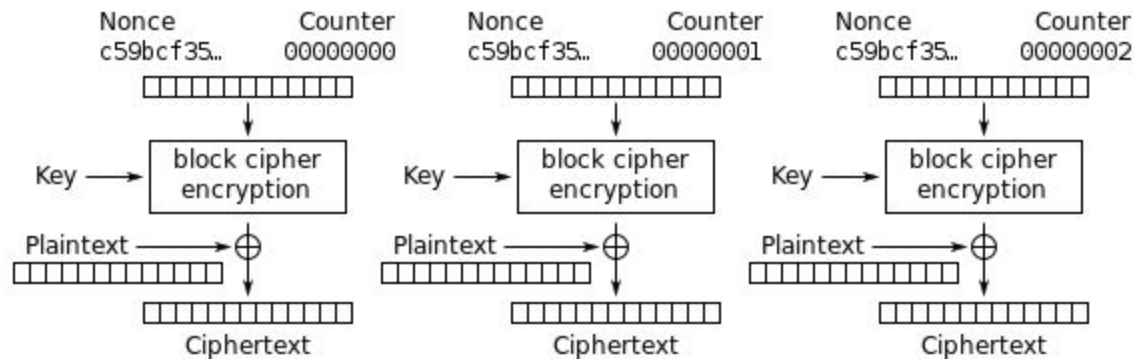 Nonce Counter Nonce Counter Nonce Counter
c59bcf35… 00000000 c59bcf35… 00000001 c59bcf35… 00000002
block cipher block cipher block cipher
Key encryption Key encryption Key encryption
Plaintext Plaintext Plaintext
Ciphertext Ciphertext Ciphertext